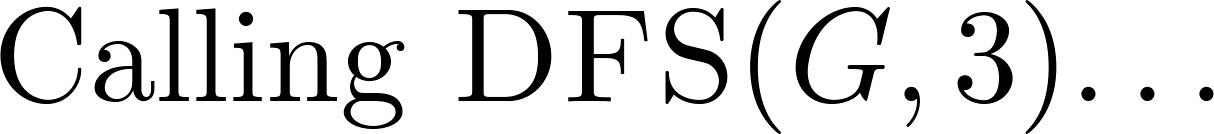 Calling DFS(G, 3)...